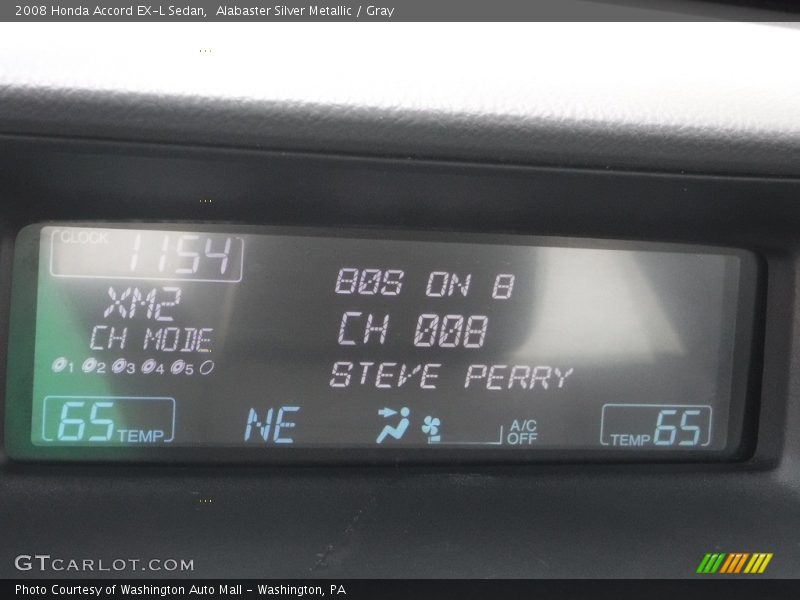 2008 Honda Accord EX-L Sedan,  Alabaster Silver Metallic / Gray
CLOCK 1154
XM2
CH MODE
1 2 3 4 5
80S ON 8
CH 008
STEVE PERRY
65 TEMP NE A/C OFF TEMP 65
GTCARLOT.COM
Photo Courtesy of Washington Auto Mall - Washington, PA